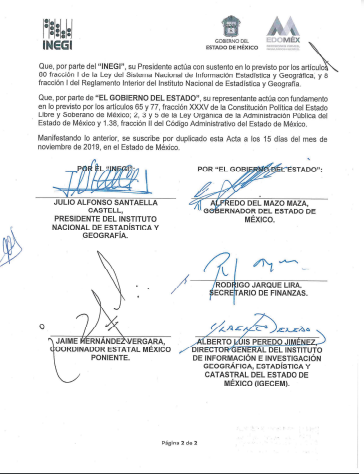 INEGI
GOBIERNO DEL
ESTADO DE MÉXICO
EDOMÉX
Que, por parte del "INEGI", su Presidente actúa con sustento en lo previsto por los artículos
80 fracción I de la Ley del Sistema Nacional de Información Estadística y Geográfica, y 8
fracción I del Reglamento Interior del Instituto Nacional de Estadística y Geografía.
Que, por parte de "EL GOBIERNO DEL ESTADO", su representante actúa con fundamento
en lo previsto por los artículos 65 y 77, fracción XXXV de la Constitución Política del Estado
Libre y Soberano de México; 2, 3 y 5 de la Ley Orgánica de la Administración Pública del
Estado de México y 1.38, fracción II del Código Administrativo del Estado de México.
Manifestando lo anterior, se suscribe por duplicado esta Acta a los 15 días del mes de
noviembre de 2019, en el Estado de México.
POR EL "INEGI"
JULIO ALFONSO SANTAELLA
CASTELL,
PRESIDENTE DEL INSTITUTO
NACIONAL DE ESTADÍSTICA Y
GEOGRAFÍA.
POR "EL GOBIERNO DEL ESTADO":
ALFREDO DEL MAZO MAZA,
GOBERNADOR DEL ESTADO DE
MÉXICO.
RODRIGO JARQUE LIRA.
SECRETARIO DE FINANZAS.
JAIME HERNÁNDEZ VERGARA,
COORDINADOR ESTATAL MÉXICO
PONIENTE.
ALBERTO LUIS PEREDO JIMÉNEZ,
DIRECTOR GENERAL DEL INSTITUTO
DE INFORMACIÓN E INVESTIGACIÓN
GEOGRÁFICA, ESTADÍSTICA Y
CATASTRAL DEL ESTADO DE
MÉXICO (IGECEM).
Página 2 de 2